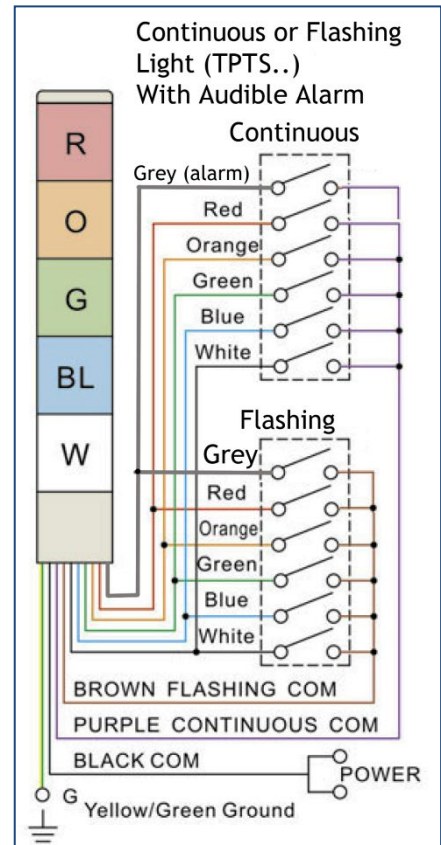 Continuous or Flashing
Light (TPTS..)
With Audible Alarm
Continuous
Grey (alarm)
Red
Orange
Green
Blue
White
R
O
G
BL
W
Flashing
Grey
Red
Orange
Green
Blue
White
BROWN FLASHING COM
PURPLE CONTINUOUS COM
BLACK COM
POWER
G
Yellow/Green Ground